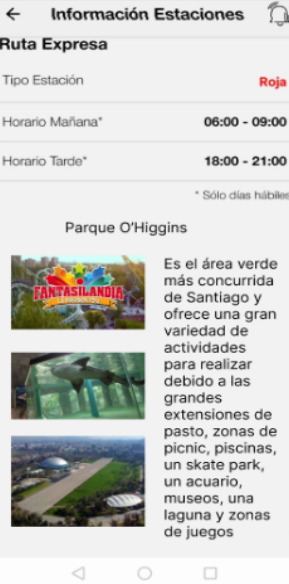 Información Estaciones
Ruta Expresa
Tipo Estación Roja
Horario Mañana* 06:00 - 09:00
Horario Tarde* 18:00 - 21:00
* Sólo días hábiles
Parque O'Higgins
FANTASILANDIA
Es el área verde
más concurrida
de Santiago y
ofrece una gran
variedad de
actividades
para realizar
debido a las
grandes
extensiones de
pasto, zonas de
picnic, piscinas,
un skate park,
un acuario,
museos, una
laguna y zonas
de juegos